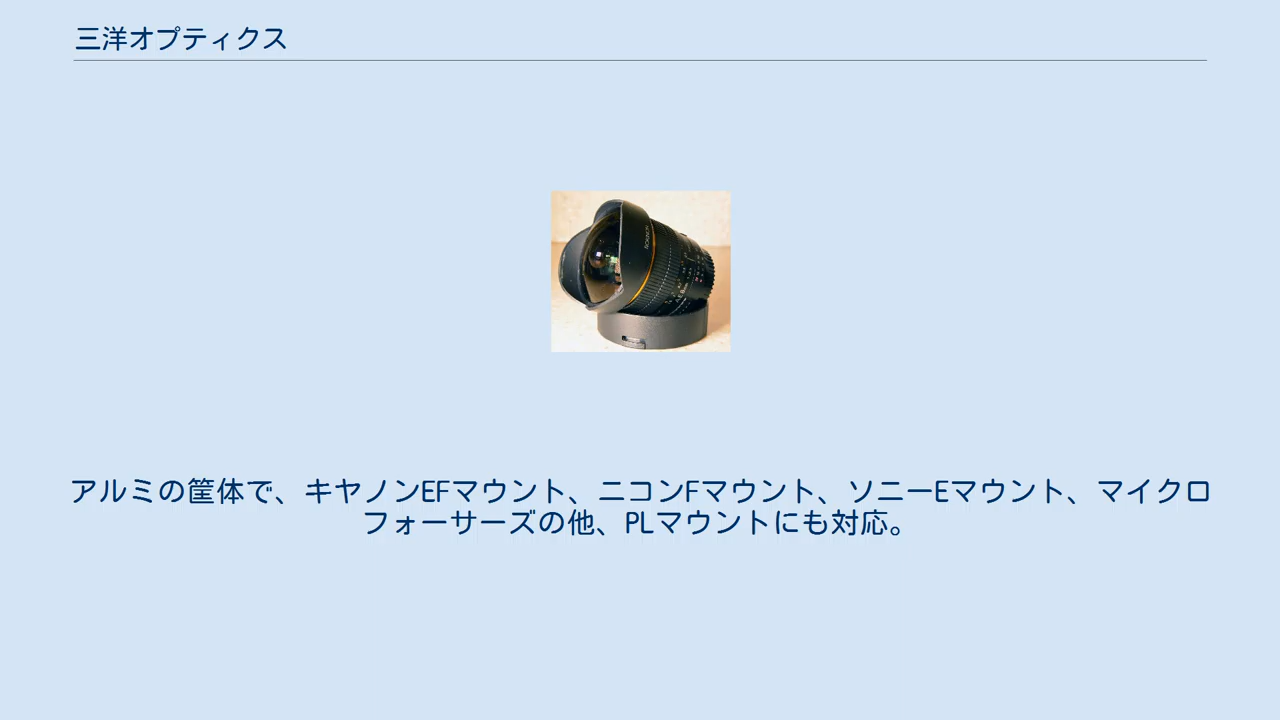 三洋オプティクス
アルミの筐体で、キヤノンEFマウント、ニコンFマウント、ソニーEマウント、マイクロ
フォーサーズの他、PLマウントにも対応。